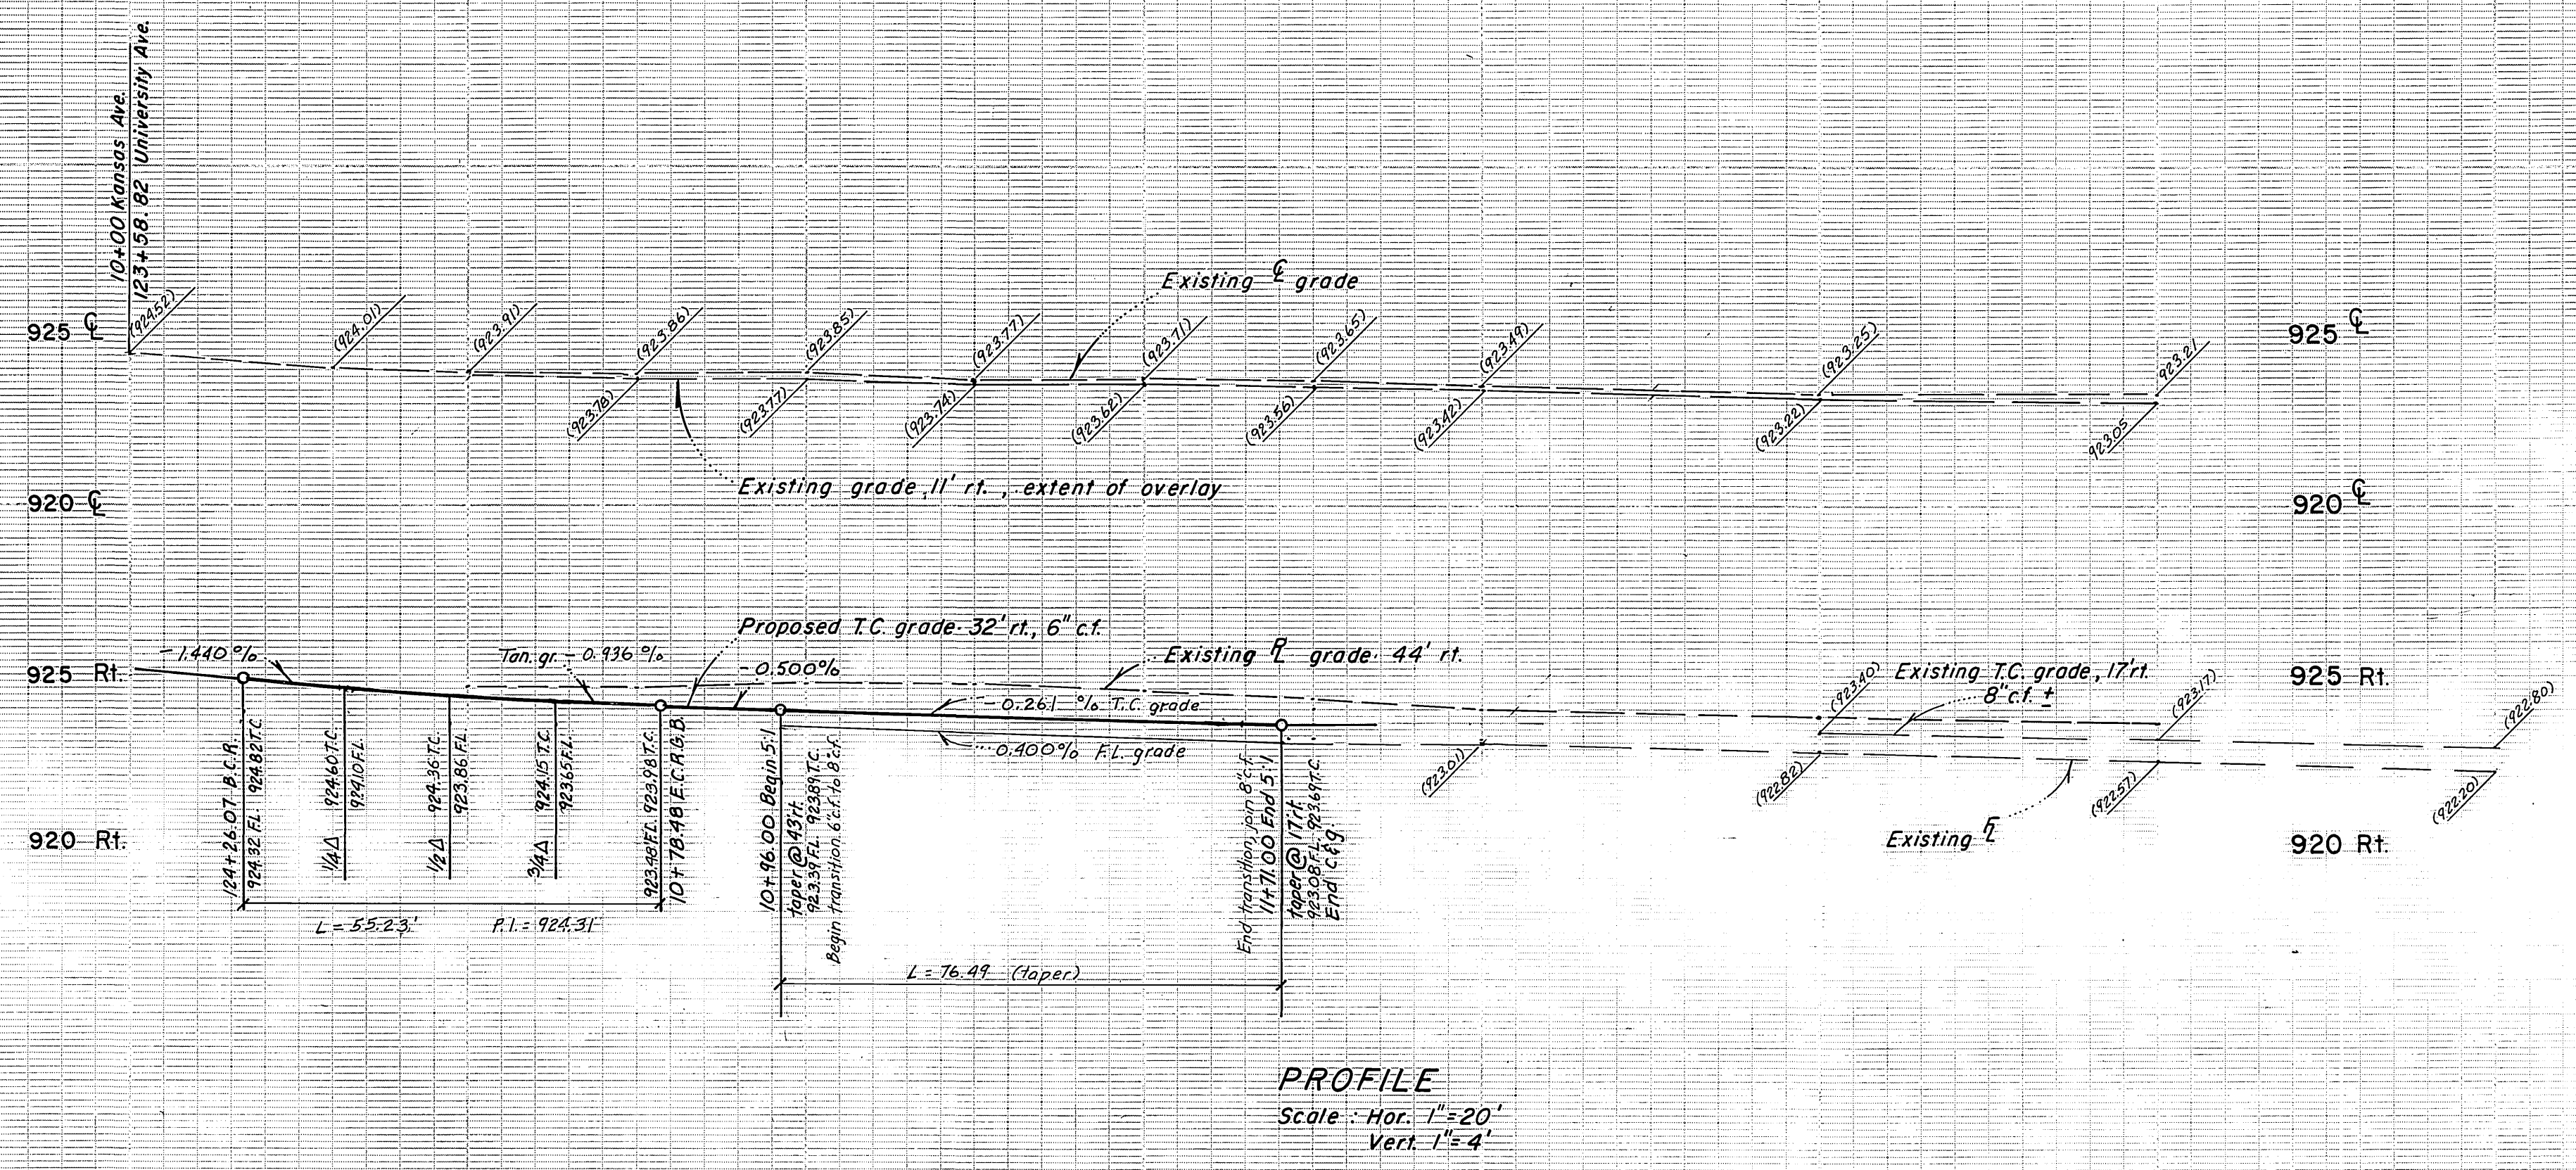 10+00 Kansas Ave.
123+58.82 University Ave.
925 ℄
(924.52)
(924.01)
(923.91)
(923.86)
(923.85)
(923.77)
(923.71)
(923.65)
(923.49)
(923.25)
923.21
925 ℄
Existing ℄ grade
(923.78)
(923.77)
(923.74)
(923.62)
(923.56)
(923.42)
(923.22)
923.05
Existing grade, 11' rt., extent of overlay
920 ℄
920 ℄
Proposed T.C. grade. 32' rt., 6" c.f.
925 Rt.
-1.440%
Tan. gr. - 0.936%
-0.500%
Existing ⅊ grade. 44' rt.
-0.261 % T.C. grade
0.400% F.L. grade
(923.40)
Existing T.C. grade, 17' rt.
8" c.f. ±
(923.17)
(922.80)
925 Rt.
(923.01)
(922.82)
(922.57)
(922.20)
Existing FL
920 Rt.
920 Rt.
124+26.07 B.C.R.
924.32 FL. 924.82 T.C.
1/4 Δ 924.60 T.C.
924.10 FL.
1/2 Δ 924.36 T.C.
923.86 F.L.
3/4 Δ 924.15 T.C.
923.65 F.L.
923.48 FL. 923.98 T.C.
10+78.48 E.C.R. G.B.
10+96.00 Begin 5:1
taper @ 43' rt.
923.39 F.L. 923.89 T.C.
Begin transition 6" c.f. to 8" c.f.
End transition, join 8" c.f.
11+71.00 End 5:1
taper @ 17' rt.
923.08 F.L. 923.69 T.C.
End c & g.
L = 55.23'
P.I. = 924.31
L = 76.49 (taper)
PROFILE
Scale : Hor. 1"=20'
Vert. 1"=4'